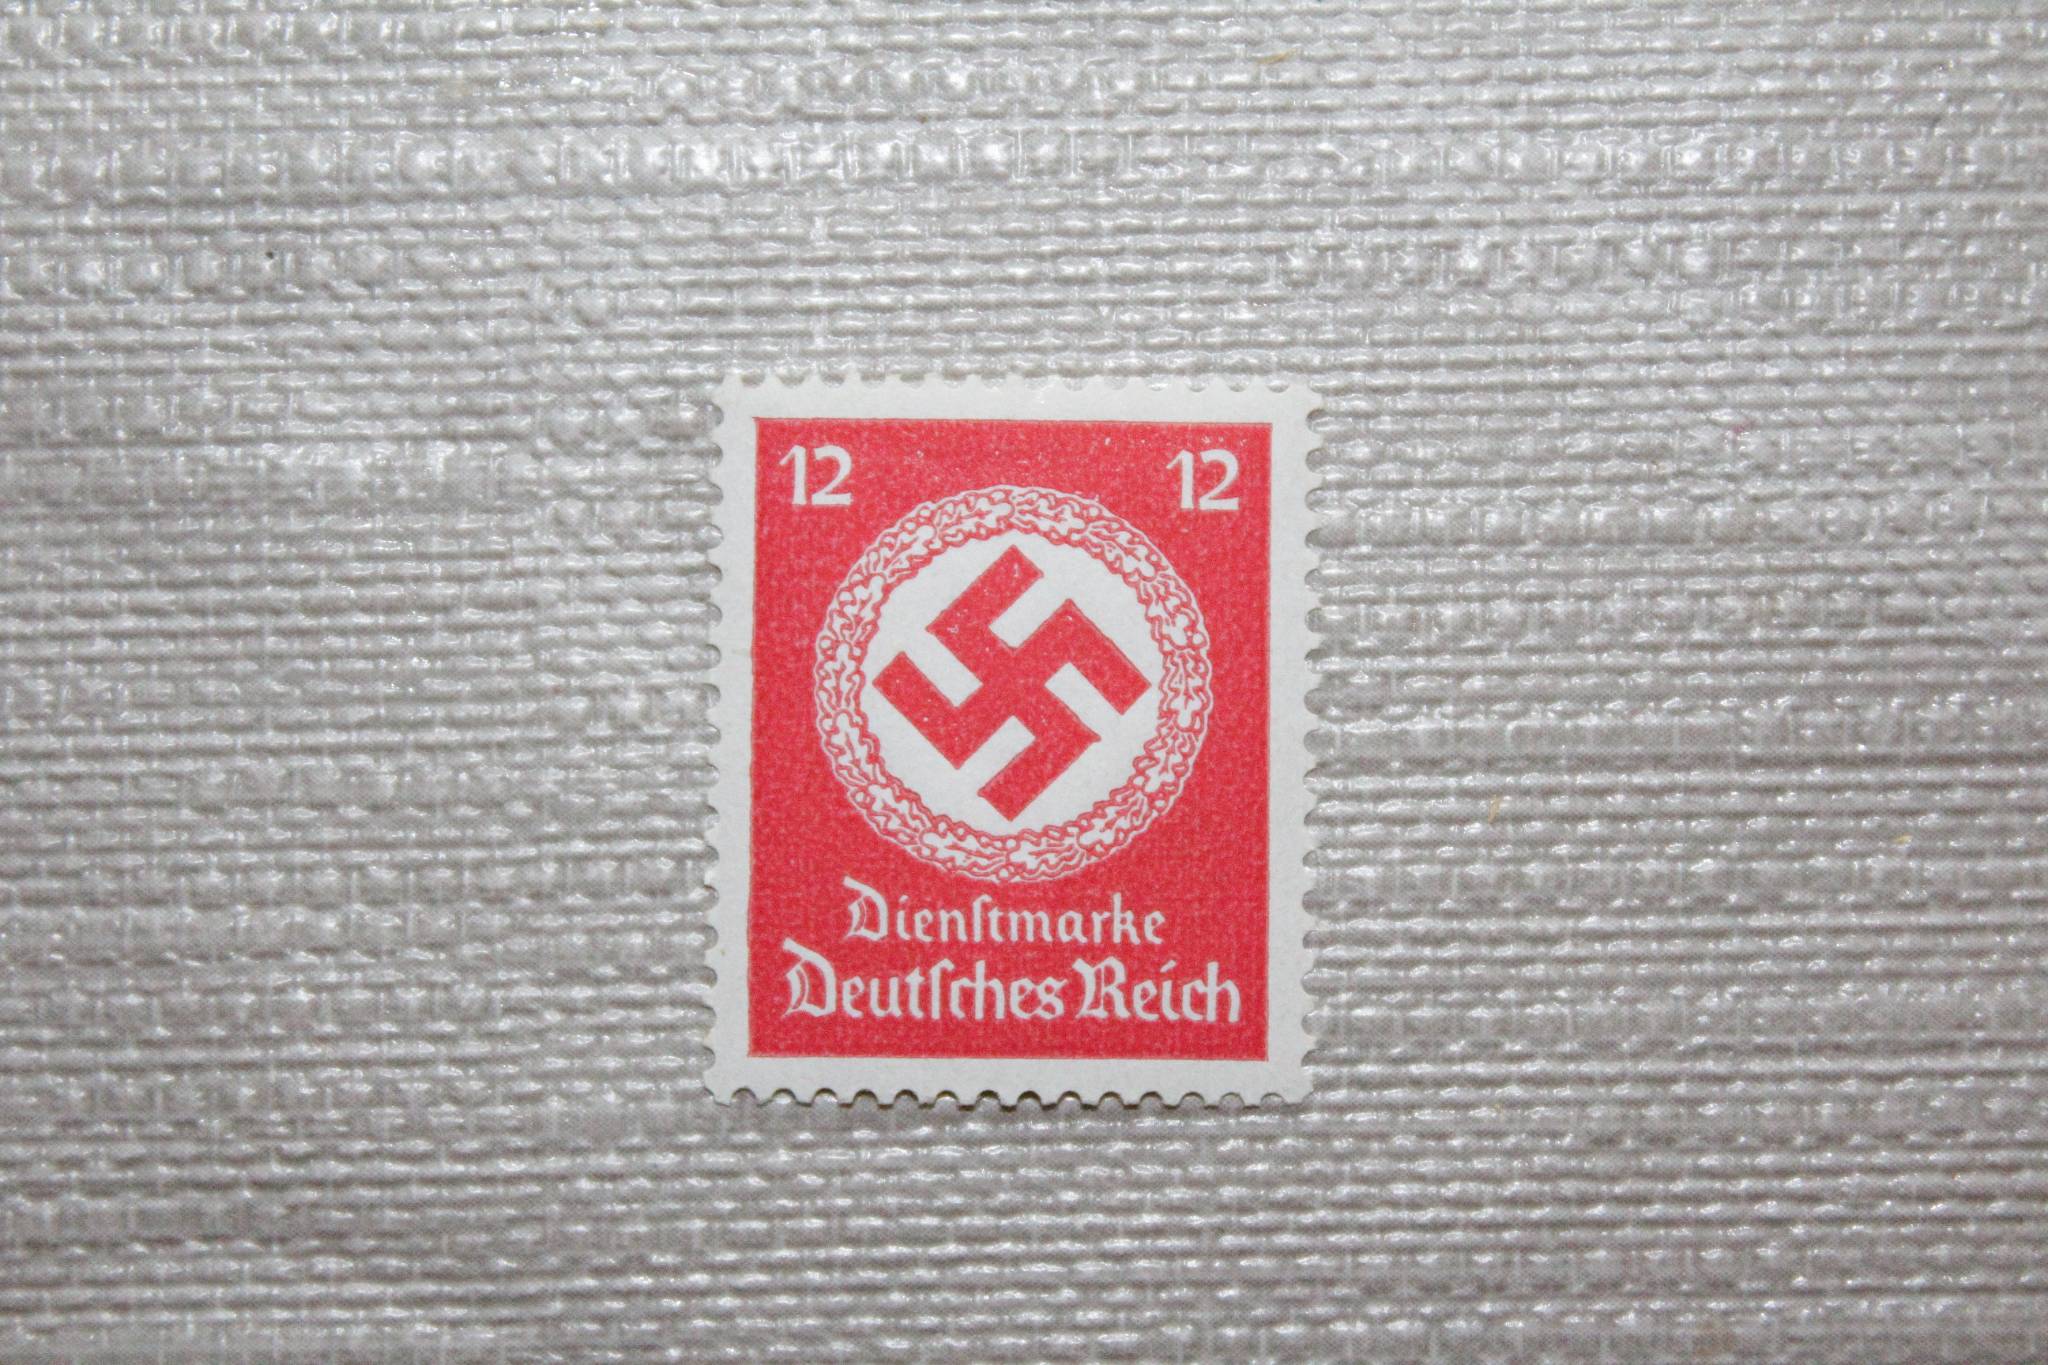 12 12
Dienſtmarke
Deutſches Reich